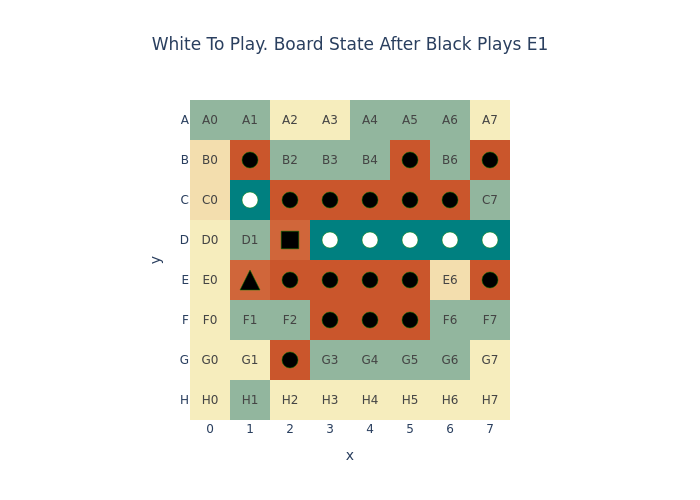 White To Play. Board State After Black Plays E1
A A0 A1 A2 A3 A4 A5 A6 A7
B B0 B2 B3 B4 B6
C C0 C7
D D0 D1
y
E E0 E6
F F0 F1 F2 F6 F7
G G0 G1 G3 G4 G5 G6 G7
H H0 H1 H2 H3 H4 H5 H6 H7
0 1 2 3 4 5 6 7
x